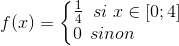 f(x) = { 1/4 si x ∈ [0; 4]
0 sinon